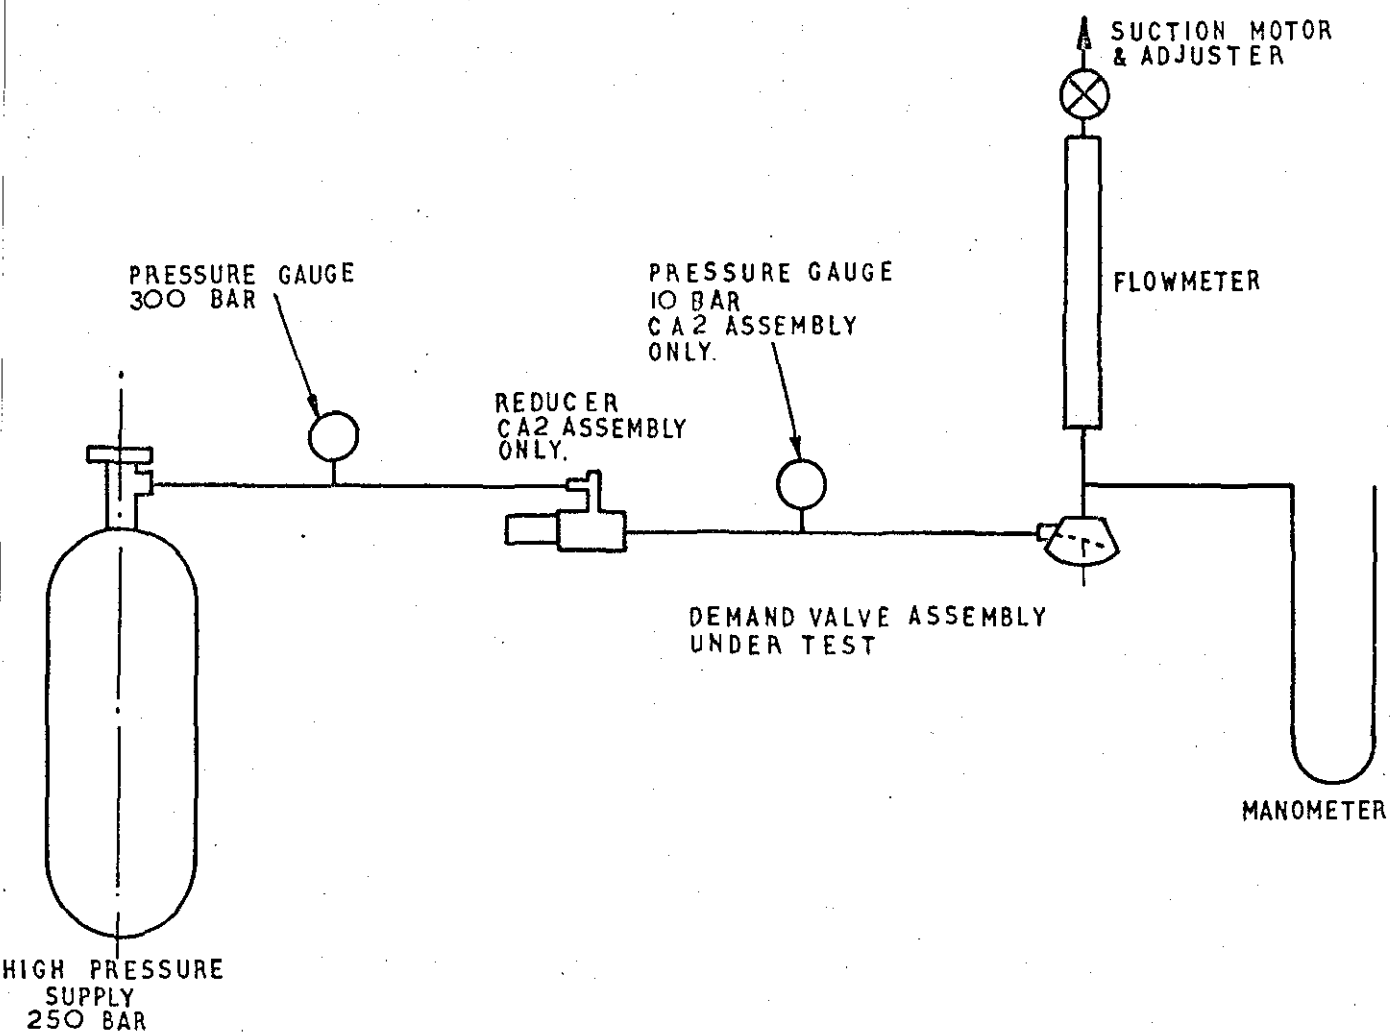 SUCTION MOTOR
& ADJUSTER
PRESSURE GAUGE
300 BAR
PRESSURE GAUGE
10 BAR
CA2 ASSEMBLY
ONLY.
FLOWMETER
REDUCER
CA2 ASSEMBLY
ONLY.
DEMAND VALVE ASSEMBLY
UNDER TEST
MANOMETER
HIGH PRESSURE
SUPPLY
250 BAR